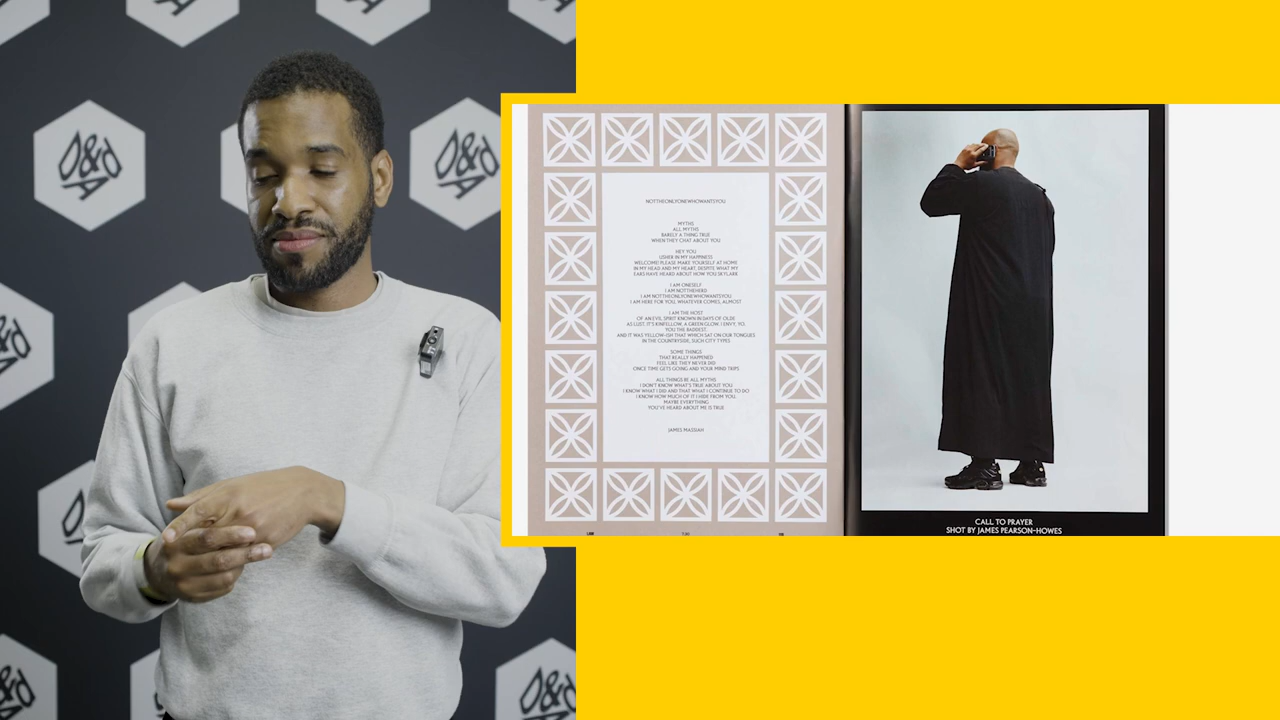 D&AD
D&AD
D&AD
NOTTHEONLYONEWHOWANTSYOU
MYTHS
ALL MYTHS
BARELY A THING TRUE
WHEN THEY CHAT ABOUT YOU
HEY YOU
USHER IN MY HAPPINESS
WELCOME! PLEASE MAKE YOURSELF AT HOME
IN MY HEAD AND MY HEART, DESPITE WHAT MY
EARS HAVE HEARD ABOUT HOW YOU SKYLARK
I AM ONESELF
I AM NOTTHEHERD
I AM NOTTHEONLYONEWHOWANTSYOU
I AM HERE FOR YOU, WHATEVER COMES, ALMOST
I AM THE HOST
OF AN EVIL SPIRIT KNOWN IN DAYS OF OLDE
AS LUST, IT'S KNIFELLOW, A GREEN GLOW. I ENVY, YO,
YOU THE BADDEST.
AND IT WAS YELLOW-ISH THAT WHICH SAT ON OUR TONGUES
IN THE COUNTRYSIDE, SUCH CITY TYPES
SOME THINGS
THAT REALLY HAPPENED
FEEL LIKE THEY NEVER DID
ONCE TIME GETS GOING AND YOUR MIND TRIPS
ALL THINGS BE ALL MYTHS
I DON'T KNOW WHAT'S TRUE ABOUT YOU
I KNOW WHAT I DID AND THAT WHAT I CONTINUE TO DO
I KNOW HOW MUCH OF IT I HIDE FROM YOU.
MAYBE EVERYTHING
YOU'VE HEARD ABOUT ME IS TRUE
JAMES MASSIAH
CALL TO PRAYER
SHOT BY JAMES PEARSON-HOWES